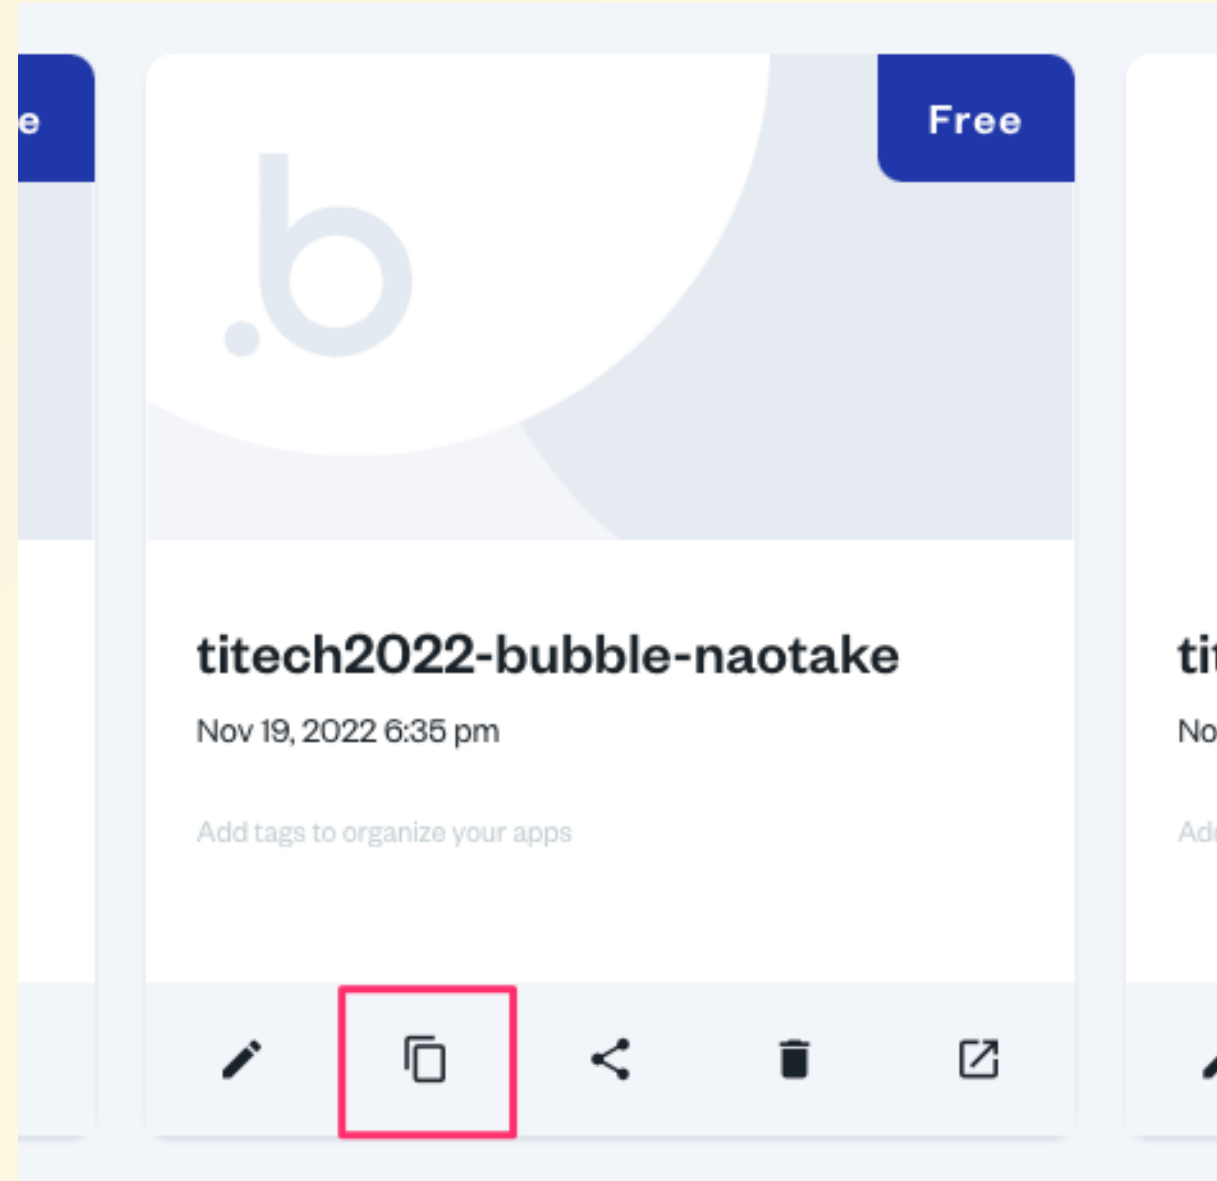 Free
titech2022-bubble-naotake
Nov 19, 2022 6:35 pm
Add tags to organize your apps